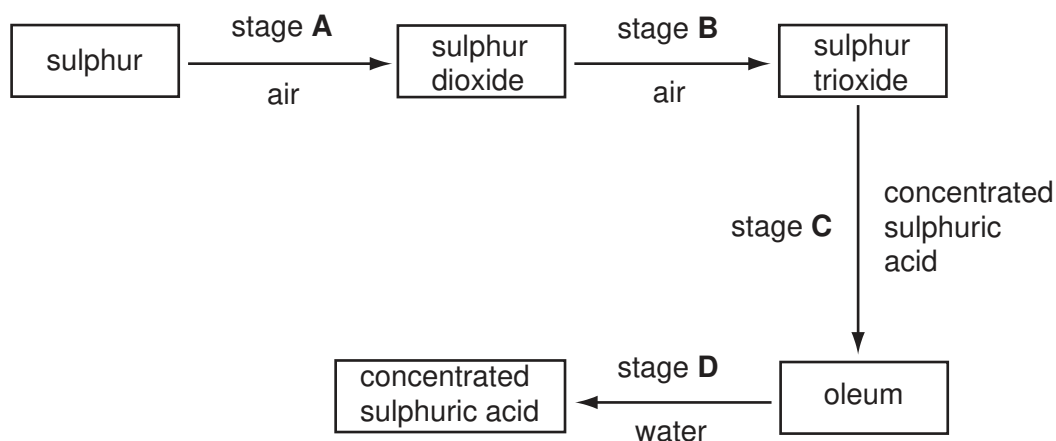 stage A
stage B
sulphur
sulphur
dioxide
sulphur
trioxide
air
air
stage C
concentrated
sulphuric
acid
stage D
concentrated
sulphuric acid
oleum
water